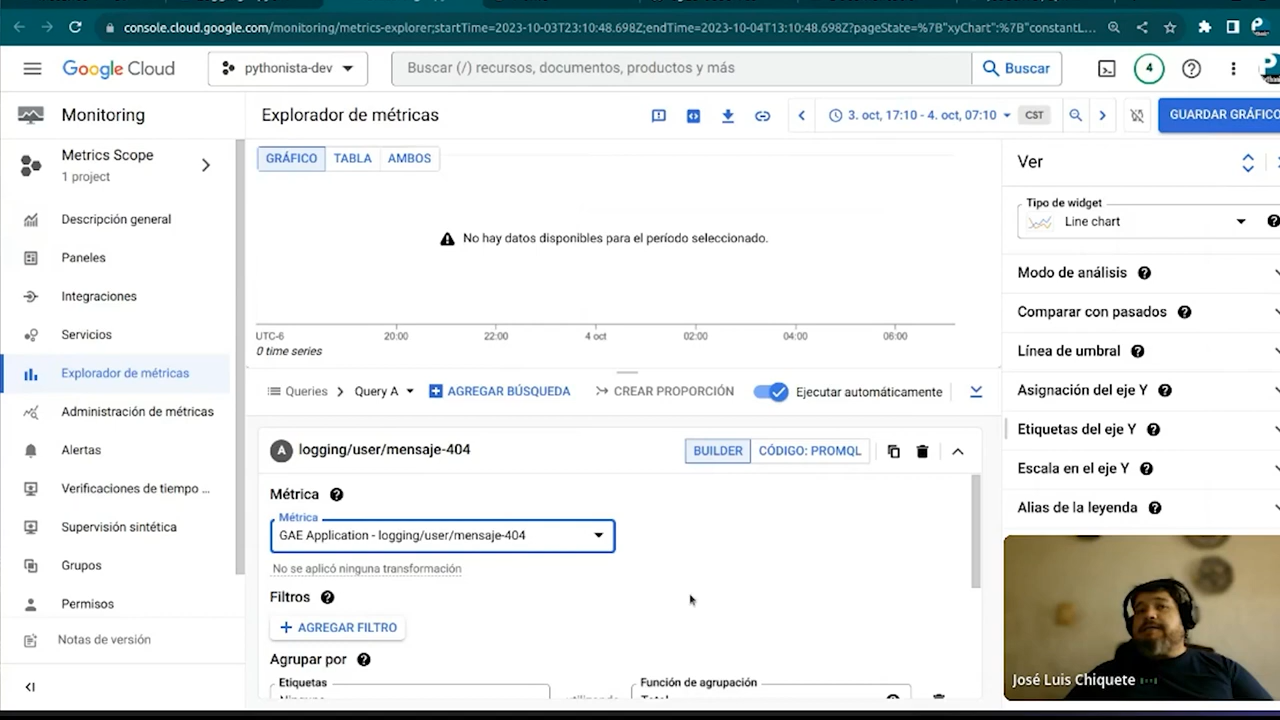 console.cloud.google.com/monitoring/metrics-explorer;startTime=2023-10-03T23:10:48.698Z;endTime=2023-10-04T13:10:48.698Z?pageState=%7B"xyChart":%7B"constantL...
Google Cloud
pythonista-dev
Buscar (/) recursos, documentos, productos y más
Buscar
4
Monitoring
Explorador de métricas
3. oct, 17:10 - 4. oct, 07:10
CST
GUARDAR GRÁFICO
Metrics Scope
1 project
GRÁFICO
TABLA
AMBOS
Ver
Tipo de widget
Line chart
Descripción general
Paneles
Integraciones
Servicios
Explorador de métricas
Administración de métricas
Alertas
Verificaciones de tiempo ...
Supervisión sintética
Grupos
Permisos
Notas de versión
No hay datos disponibles para el período seleccionado.
UTC-6
20:00
22:00
4 oct
02:00
04:00
06:00
0 time series
Modo de análisis
Comparar con pasados
Línea de umbral
Asignación del eje Y
Etiquetas del eje Y
Escala en el eje Y
Alias de la leyenda
Queries
Query A
AGREGAR BÚSQUEDA
CREAR PROPORCIÓN
Ejecutar automáticamente
A
logging/user/mensaje-404
BUILDER
CÓDIGO: PROMQL
Métrica
Métrica
GAE Application - logging/user/mensaje-404
No se aplicó ninguna transformación
Filtros
AGREGAR FILTRO
Agrupar por
Etiquetas
Función de agrupación
José Luis Chiquete